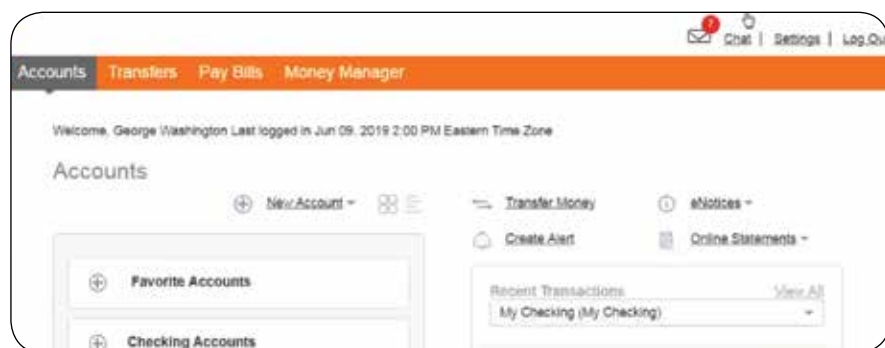 7
Chat | Settings | Log Ou
Accounts Transfers Pay Bills Money Manager
Welcome, George Washington Last logged in Jun 09, 2019 2:00 PM Eastern Time Zone
Accounts
New Account Transfer Money eNotices
Create Alert Online Statements
Favorite Accounts
Recent Transactions View All
My Checking (My Checking)
Checking Accounts